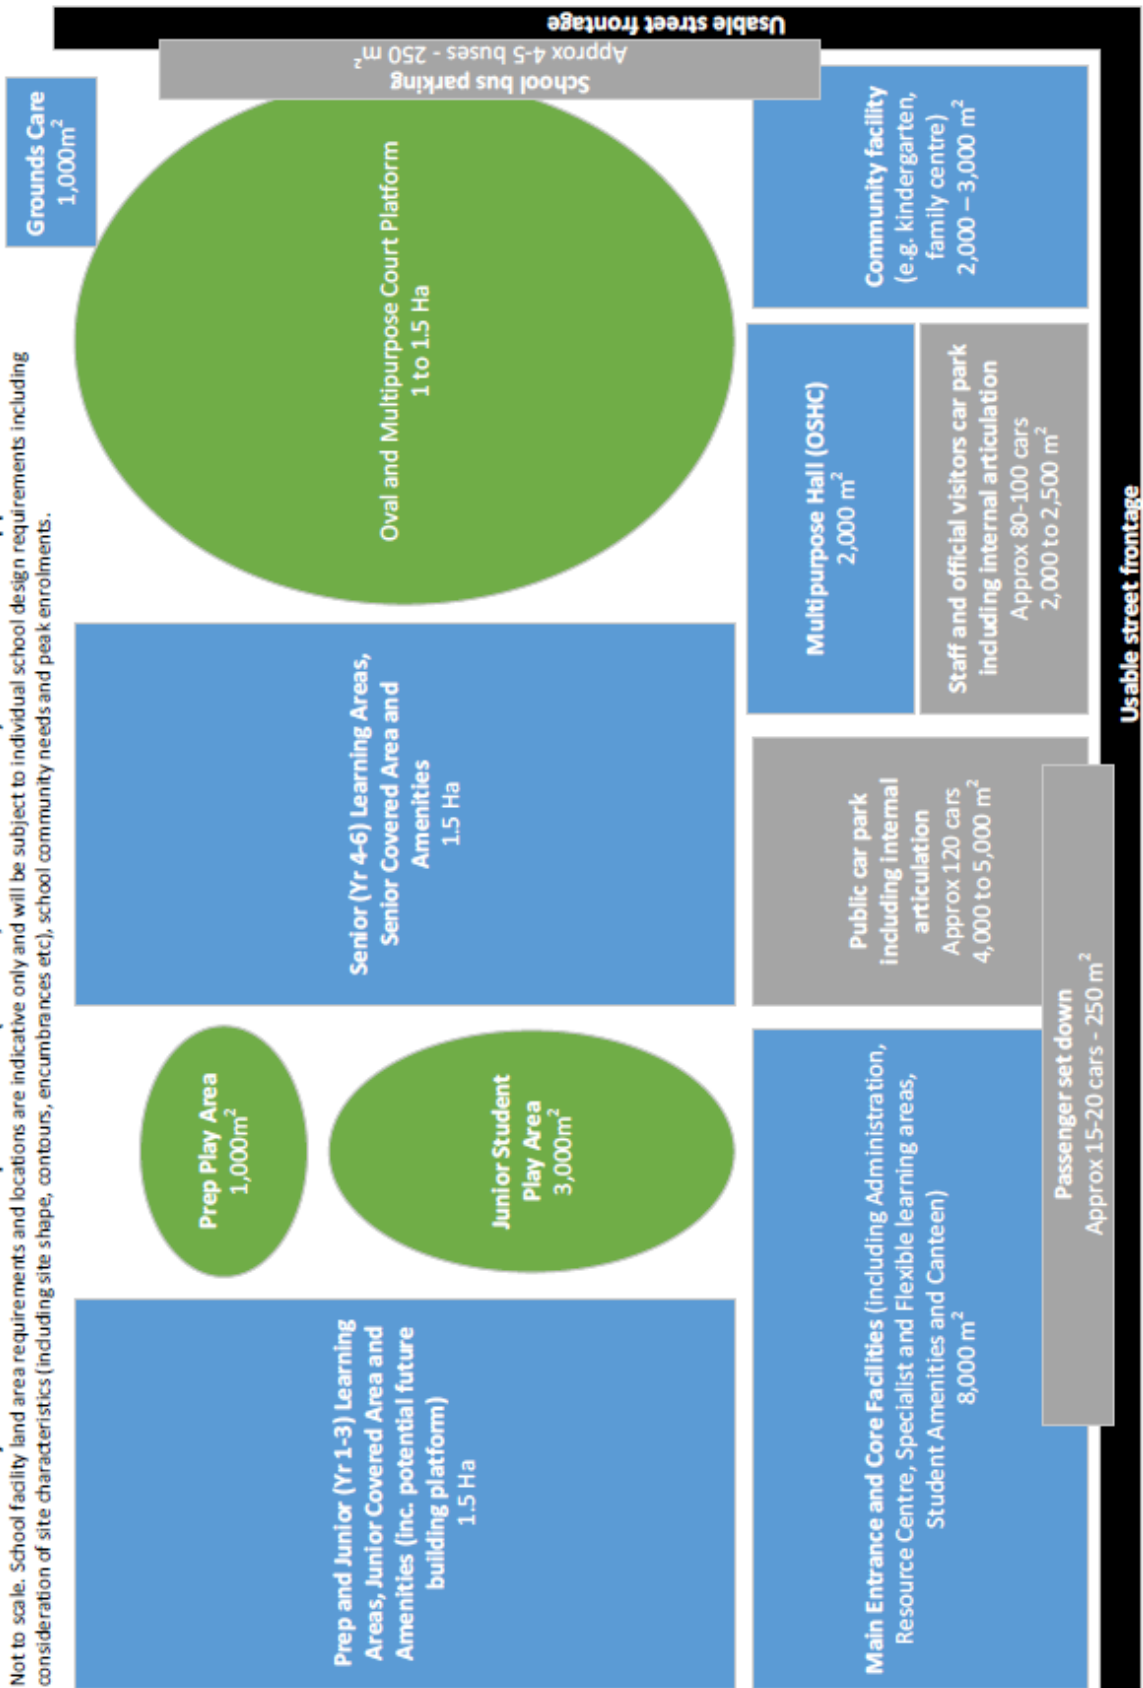 Not to scale. School facility land area requirements and locations are indicative only and will be subject to individual school design requirements including
consideration of site characteristics (including site shape, contours, encumbrances etc), school community needs and peak enrolments.
Grounds Care
1,000m²
Prep Play Area
1,000m²
Junior Student
Play Area
3,000m²
Prep and Junior (Yr 1-3) Learning
Areas, Junior Covered Area and
Amenities (inc. potential future
building platform)
1.5 Ha
Senior (Yr 4-6) Learning Areas,
Senior Covered Area and
Amenities
1.5 Ha
Oval and Multipurpose Court Platform
1 to 1.5 Ha
School bus parking
Approx 4-5 buses - 250 m²
Usable street frontage
Main Entrance and Core Facilities (including Administration,
Resource Centre, Specialist and Flexible learning areas,
Student Amenities and Canteen)
8,000 m²
Public car park
including internal
articulation
Approx 120 cars
4,000 to 5,000 m²
Multipurpose Hall (OSHC)
2,000 m²
Staff and official visitors car park
including internal articulation
Approx 80-100 cars
2,000 to 2,500 m²
Community facility
(e.g. kindergarten,
family centre)
2,000 – 3,000 m²
Passenger set down
Approx 15-20 cars - 250 m²
Usable street frontage